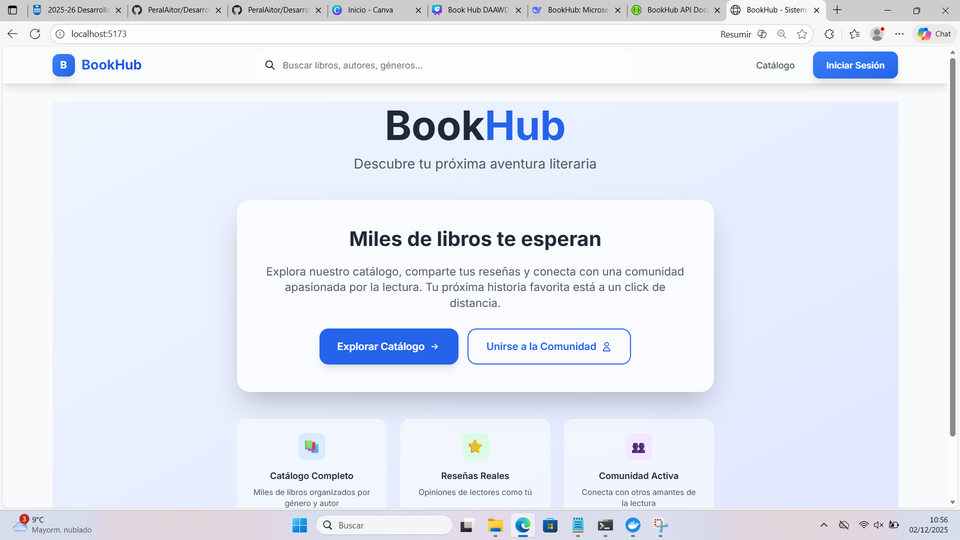 2025-26 Desarroll
PeralAitor/Desarro
PeralAitor/Desarro
Inicio - Canva
Book Hub DAAWD
BookHub: Microse
BookHub API Doc
BookHub - Sistema
localhost:5173
Resumir
Chat
B BookHub
Buscar libros, autores, géneros...
Catálogo
Iniciar Sesión
BookHub
Descubre tu próxima aventura literaria
Miles de libros te esperan
Explora nuestro catálogo, comparte tus reseñas y conecta con una comunidad
apasionada por la lectura. Tu próxima historia favorita está a un click de
distancia.
Explorar Catálogo →
Unirse a la Comunidad
Catálogo Completo
Miles de libros organizados por
género y autor
Reseñas Reales
Opiniones de lectores como tú
Comunidad Activa
Conecta con otros amantes de
la lectura
3
9°C
Mayorm. nublado
Buscar
10:56
02/12/2025